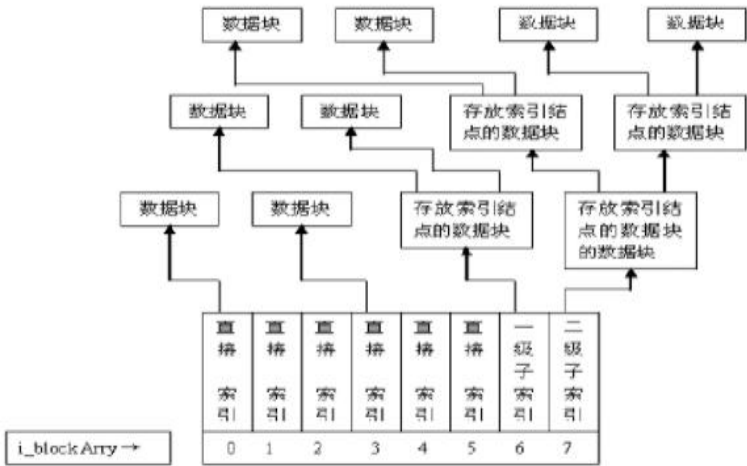 数据块 数据块 数据块 数据块
数据块 数据块 存放索引结 存放索引结
点的数据块 点的数据块
数据块 数据块 存放索引结 存放索引结
点的数据块 点的数据块
的数据块
直接索引 直接索引 直接索引 直接索引 直接索引 直接索引 一级子索引 二级子索引
i_blockArry→ 0 1 2 3 4 5 6 7